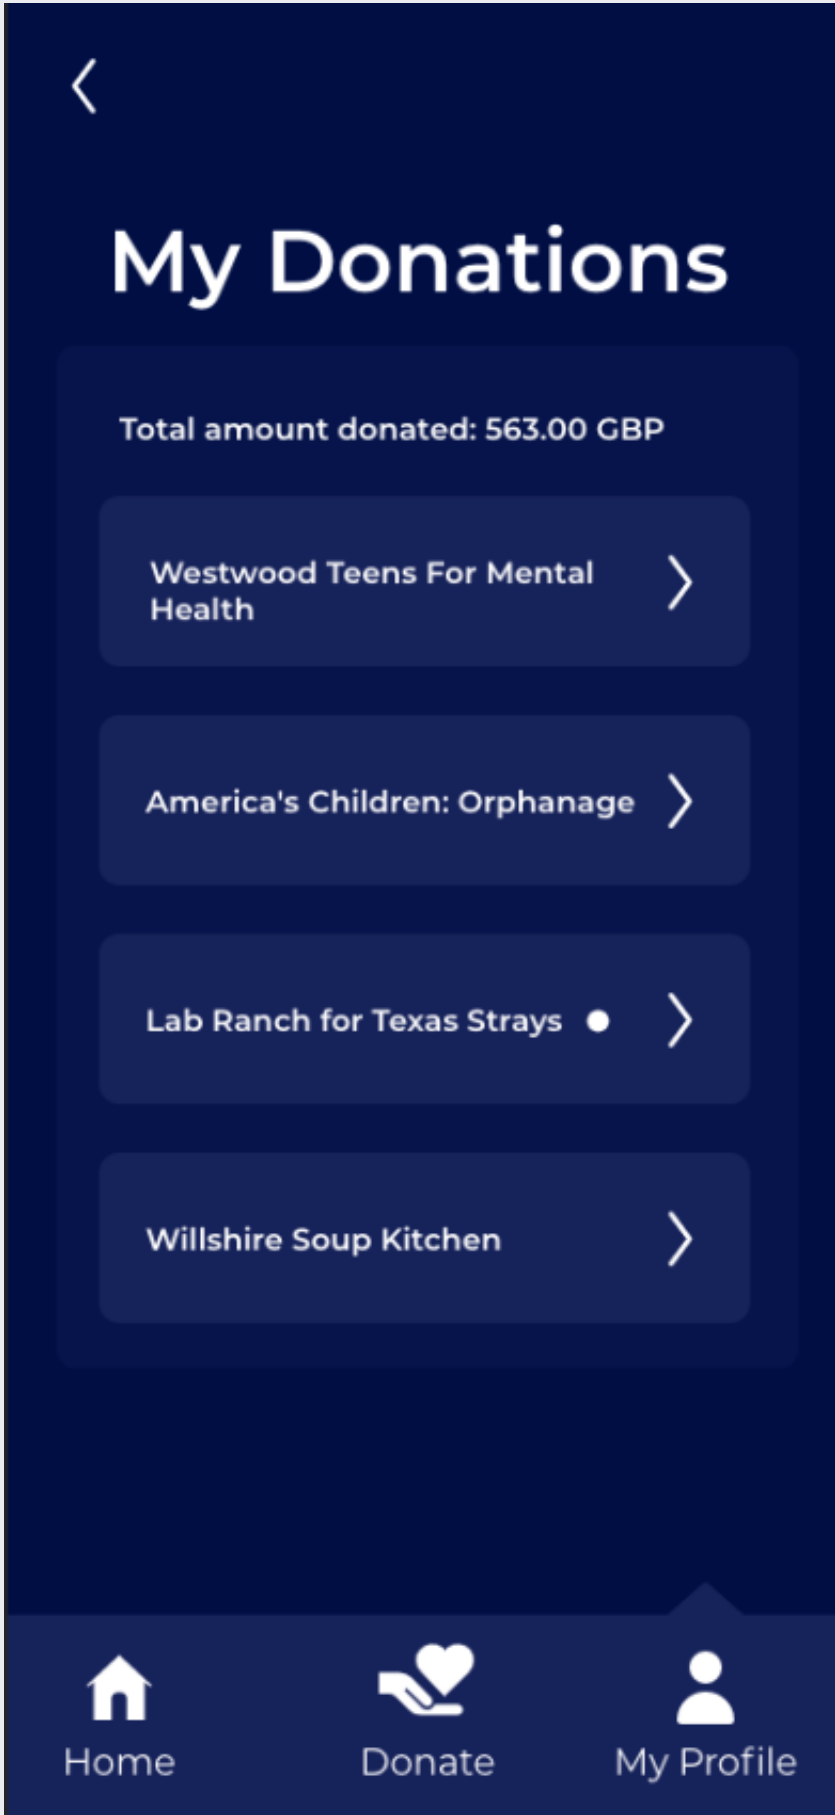 My Donations
Total amount donated: 563.00 GBP
Westwood Teens For Mental
Health
America's Children: Orphanage
Lab Ranch for Texas Strays
Willshire Soup Kitchen
Home
Donate
My Profile